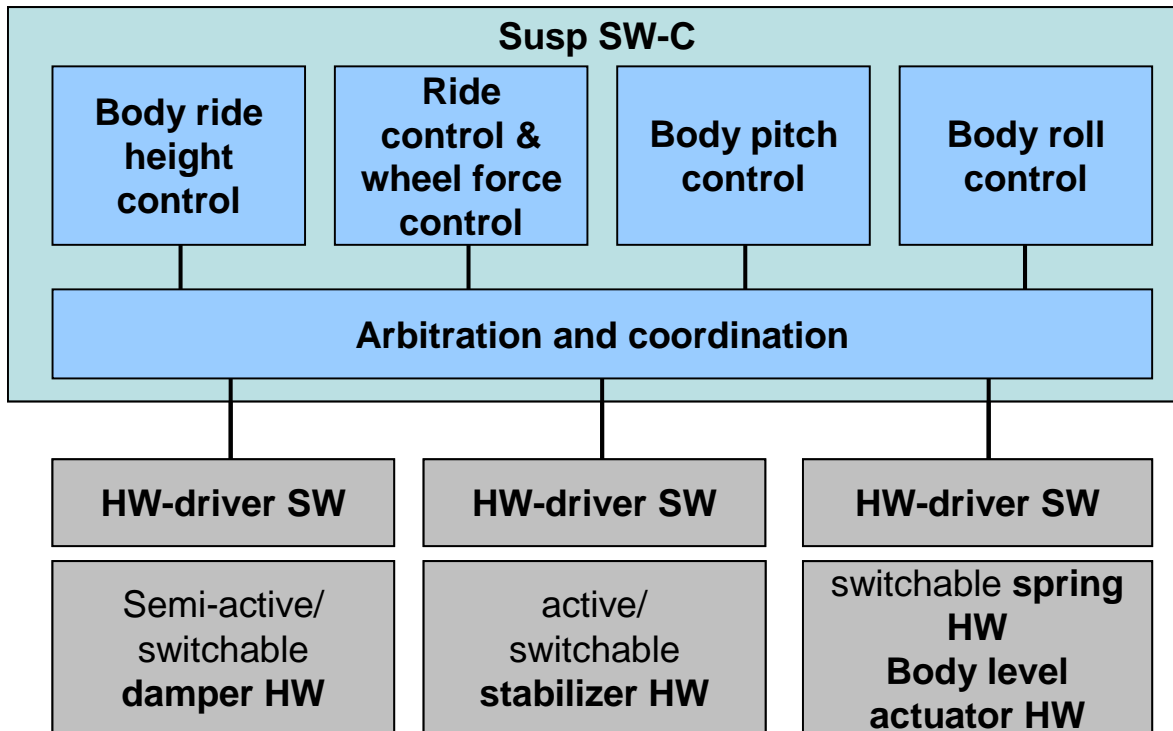 Susp SW-C
Body ride
height
control
Ride
control &
wheel force
control
Body pitch
control
Body roll
control
Arbitration and coordination
HW-driver SW
HW-driver SW
HW-driver SW
Semi-active/
switchable
damper HW
active/
switchable
stabilizer HW
switchable spring
HW
Body level
actuator HW